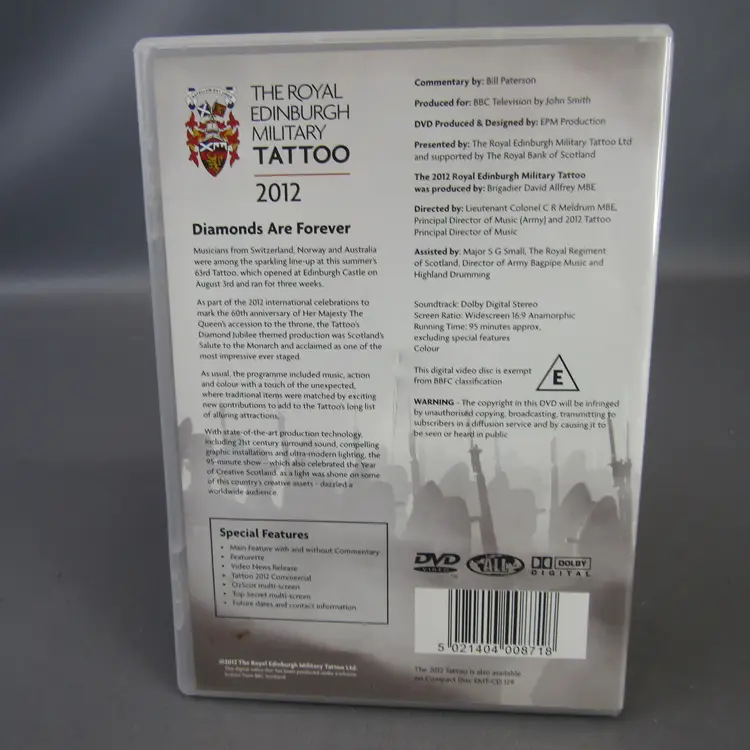 THE ROYAL
EDINBURGH
MILITARY
TATTOO
2012
Diamonds Are Forever
Musicians from Switzerland, Norway and Australia
were among the sparkling line-up at this summer's
63rd Tattoo, which opened at Edinburgh Castle on
August 3rd and ran for three weeks.
As part of the 2012 international celebrations to
mark the 60th anniversary of Her Majesty The
Queen's accession to the throne, the Tattoo's
Diamond Jubilee themed production was Scotland's
Salute to the Monarch and acclaimed as one of the
most impressive ever staged.
As usual, the programme included music, action
and colour with a touch of the unexpected,
where traditional items were matched by exciting
new contributions to add to the Tattoo's long list
of alluring attractions.
With state-of-the-art production technology,
including 21st century surround sound, compelling
graphic installations and ultra-modern lighting, the
95-minute show - which also celebrated the Year
of Creative Scotland, as a light was shone on some
of this country's creative assets - dazzled a
worldwide audience.
Special Features
• Main Feature with and without Commentary
• Featurette
• Video News Release
• Tattoo 2012 Commercial
• OzScot multi-screen
• Top Secret multi-screen
• Future dates and contact information
©2012 The Royal Edinburgh Military Tattoo Ltd.
This digital video disc has been produced under
Commentary by: Bill Paterson
Produced for: BBC Television by John Smith
DVD Produced & Designed by: EPM Production
Presented by: The Royal Edinburgh Military Tattoo Ltd
and supported by The Royal Bank of Scotland
The 2012 Royal Edinburgh Military Tattoo
was produced by: Brigadier David Allfrey MBE
Directed by: Lieutenant Colonel C R Meldrum MBE,
Principal Director of Music (Army) and 2012 Tattoo
Principal Director of Music
Assisted by: Major S G Small, The Royal Regiment
of Scotland, Director of Army Bagpipe Music and
Highland Drumming
Soundtrack: Dolby Digital Stereo
Screen Ratio: Widescreen 16:9 Anamorphic
Running Time: 95 minutes approx,
excluding special features
Colour
This digital video disc is exempt
from BBFC classification
E
WARNING - The copyright in this DVD will be infringed
by unauthorised copying, broadcasting, transmitting to
subscribers in a diffusion service and by causing it to
be seen or heard in public
DVD
VIDEO
ALL
DOLBY
DIGITAL
5 021404 008718
The 2012 Tattoo is also available
on Compact Disc